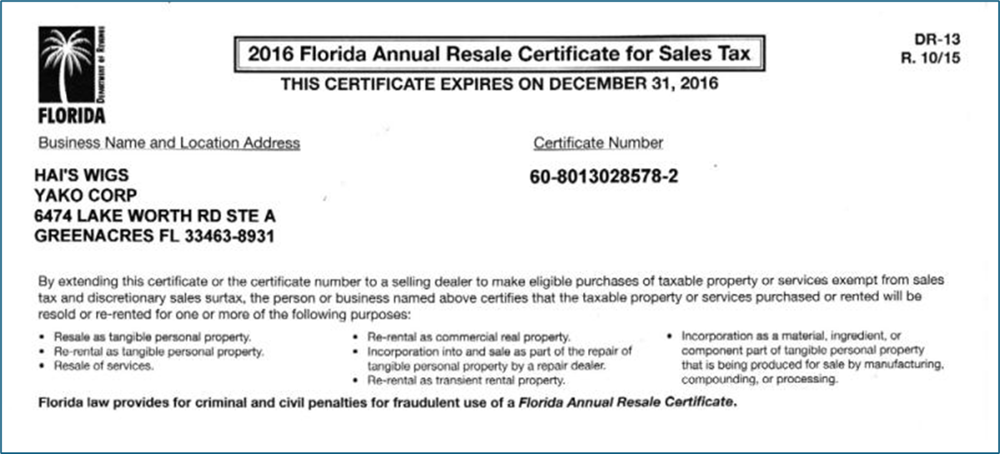 DEPARTMENT OF REVENUE
FLORIDA
2016 Florida Annual Resale Certificate for Sales Tax
THIS CERTIFICATE EXPIRES ON DECEMBER 31, 2016
DR-13
R. 10/15
Business Name and Location Address
Certificate Number
HAI'S WIGS
YAKO CORP
6474 LAKE WORTH RD STE A
GREENACRES FL 33463-8931
60-8013028578-2
By extending this certificate or the certificate number to a selling dealer to make eligible purchases of taxable property or services exempt from sales
tax and discretionary sales surtax, the person or business named above certifies that the taxable property or services purchased or rented will be
resold or re-rented for one or more of the following purposes:
• Resale as tangible personal property.
• Re-rental as tangible personal property.
• Resale of services.
• Re-rental as commercial real property.
• Incorporation into and sale as part of the repair of
tangible personal property by a repair dealer.
• Re-rental as transient rental property.
• Incorporation as a material, ingredient, or
component part of tangible personal property
that is being produced for sale by manufacturing,
compounding, or processing.
Florida law provides for criminal and civil penalties for fraudulent use of a Florida Annual Resale Certificate.